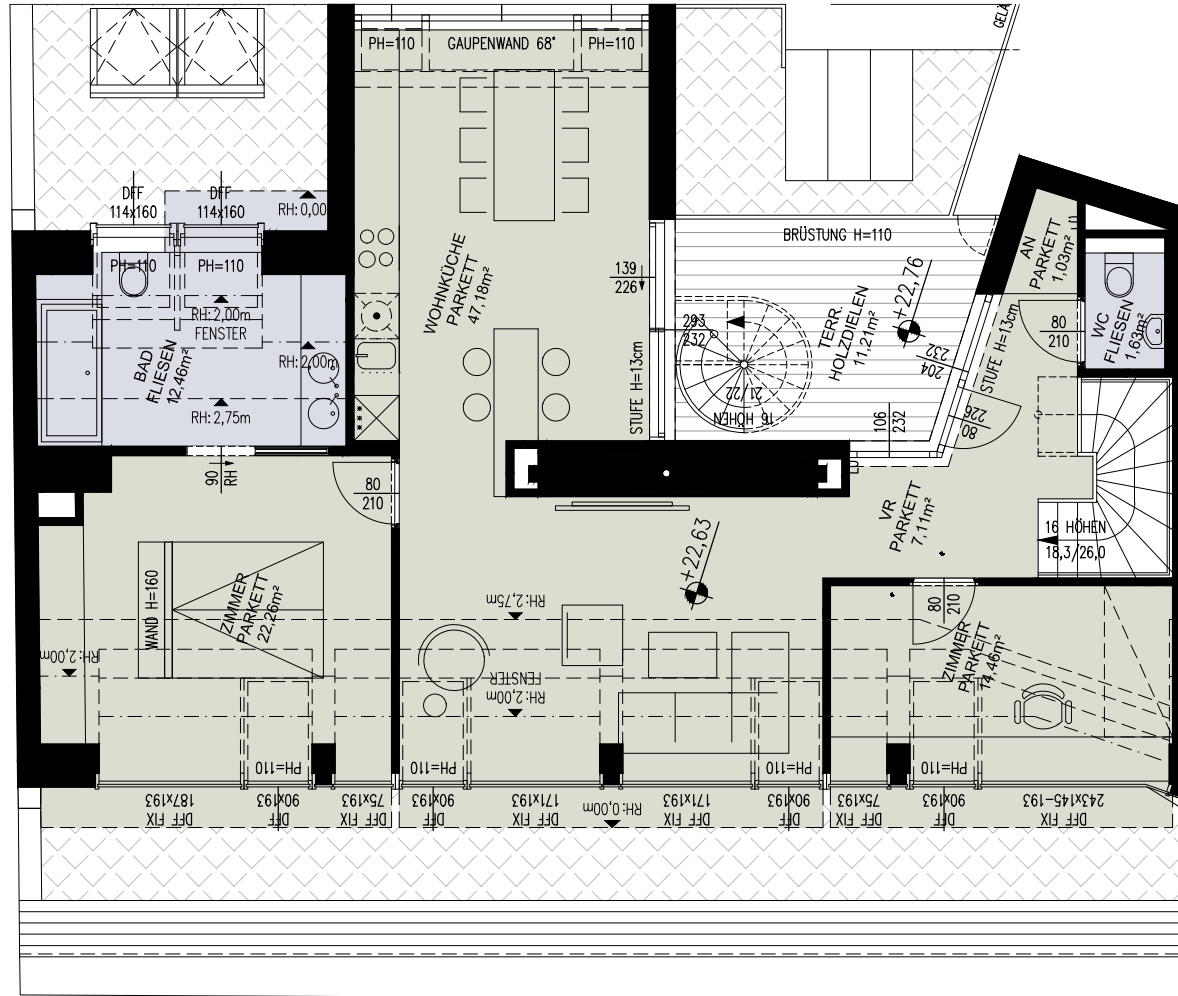 PH=110
GAUPENWAND 68°
PH=110
DFF
114x160
DFF
114x160
RH:0,00
PH=110
PH=110
RH:2,00m
FENSTER
RH:2,00m
BAD
FLIESEN
12,46m²
RH:2,75m
90
RH
80
210
WOHNKÜCHE
PARKETT
47,18m²
139
226
STUFE H=13cm
BRÜSTUNG H=110
TERR.
HOLZDIELEN
11,21m²
+22,76
293
232
16 HÖHEN
21/22
106
232
232
204
80
226
STUFE H=13cm
AN
PARKETT
1,03m²
80
210
WC
FLIESEN
1,63m²
VR
PARKETT
7,11m²
16 HÖHEN
18,3/26,0
+22,63
WAND H=160
ZIMMER
PARKETT
22,26m²
RH:2,00m
RH:2,75m
FENSTER
RH:2,00m
80
210
ZIMMER
PARKETT
14,46m²
PH=110
PH=110
PH=110
PH=110
187x193
DFF FIX
90x193
DFF
75x193
DFF FIX
90x193
DFF
171x193
DFF FIX
RH:0,00m
171x193
DFF FIX
90x193
DFF
75x193
DFF FIX
90x193
DFF
243x145-193
DFF FIX